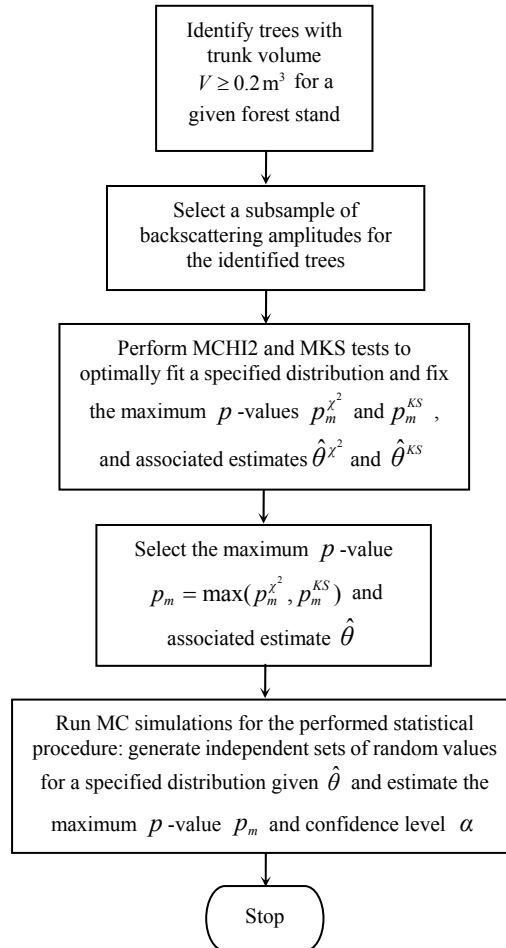 Identify trees with
trunk volume
V ≥ 0.2 m³ for a
given forest stand
Select a subsample of
backscattering amplitudes for
the identified trees
Perform MCHI2 and MKS tests to
optimally fit a specified distribution and fix
the maximum p -values p_m^{χ²} and p_m^{KS} ,
and associated estimates θ̂^{χ²} and θ̂^{KS}
Select the maximum p -value
p_m = max(p_m^{χ²}, p_m^{KS}) and
associated estimate θ̂
Run MC simulations for the performed statistical
procedure: generate independent sets of random values
for a specified distribution given θ̂ and estimate the
maximum p -value p_m and confidence level α
Stop